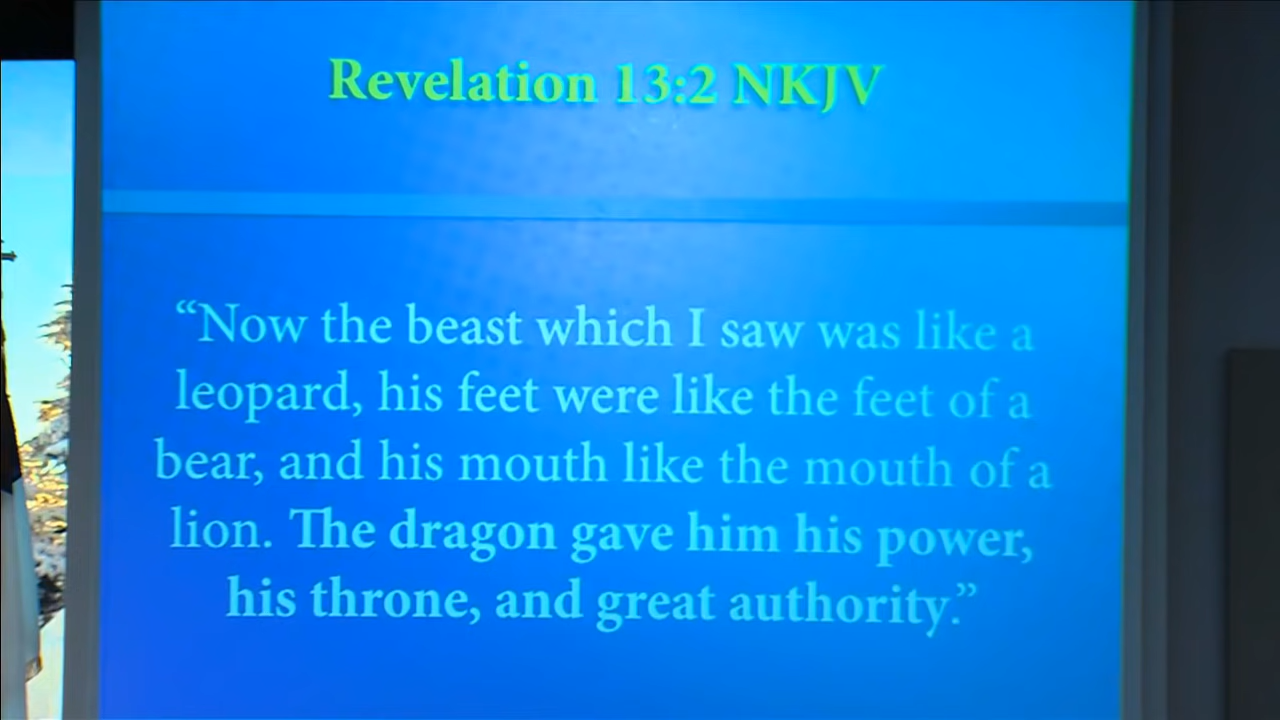 Revelation 13:2 NKJV
“Now the beast which I saw was like a
leopard, his feet were like the feet of a
bear, and his mouth like the mouth of a
lion. The dragon gave him his power,
his throne, and great authority.”